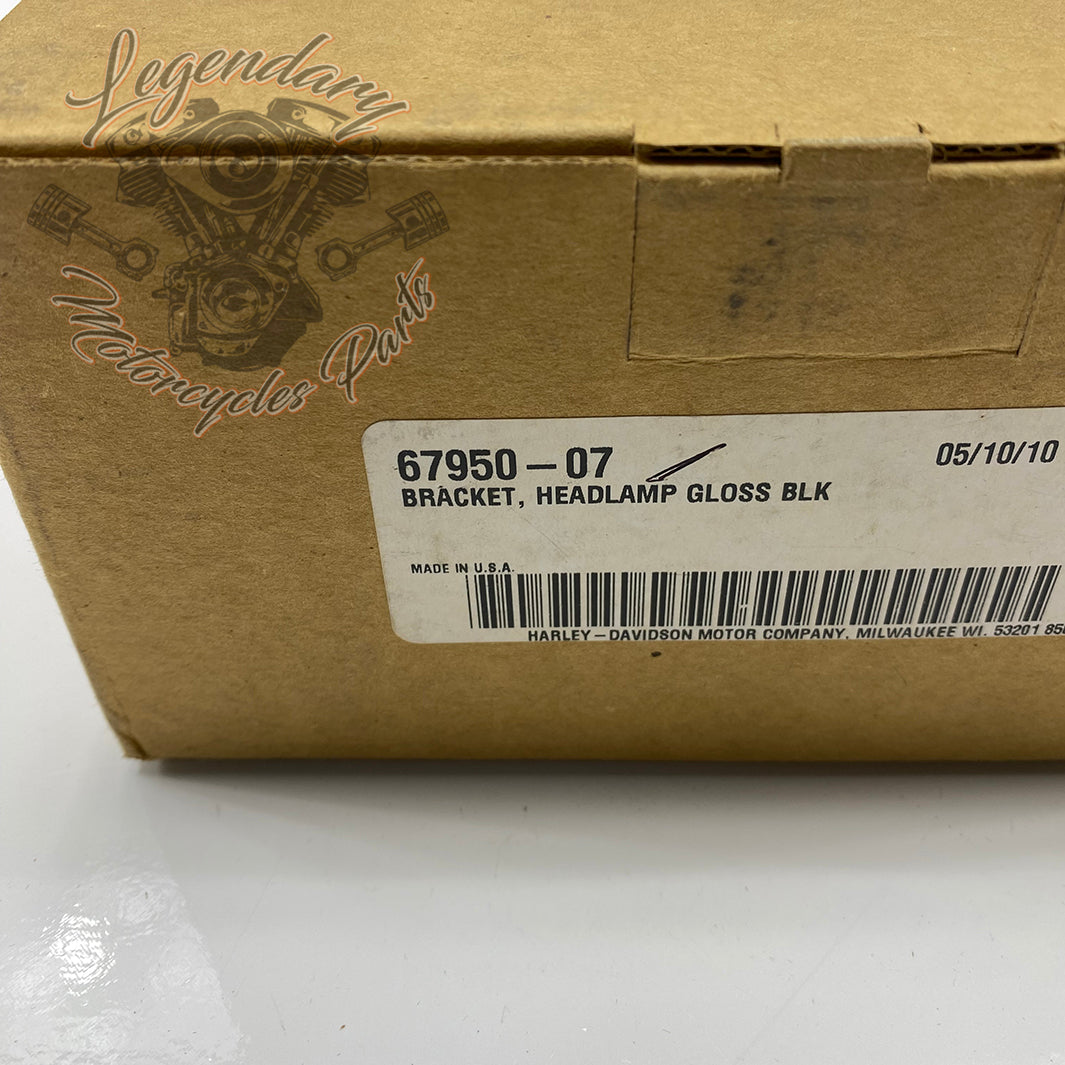 Legendary
Motorcycles Parts
67950-07 05/10/10
BRACKET, HEADLAMP GLOSS BLK
MADE IN U.S.A.
HARLEY-DAVIDSON MOTOR COMPANY, MILWAUKEE WI. 53201